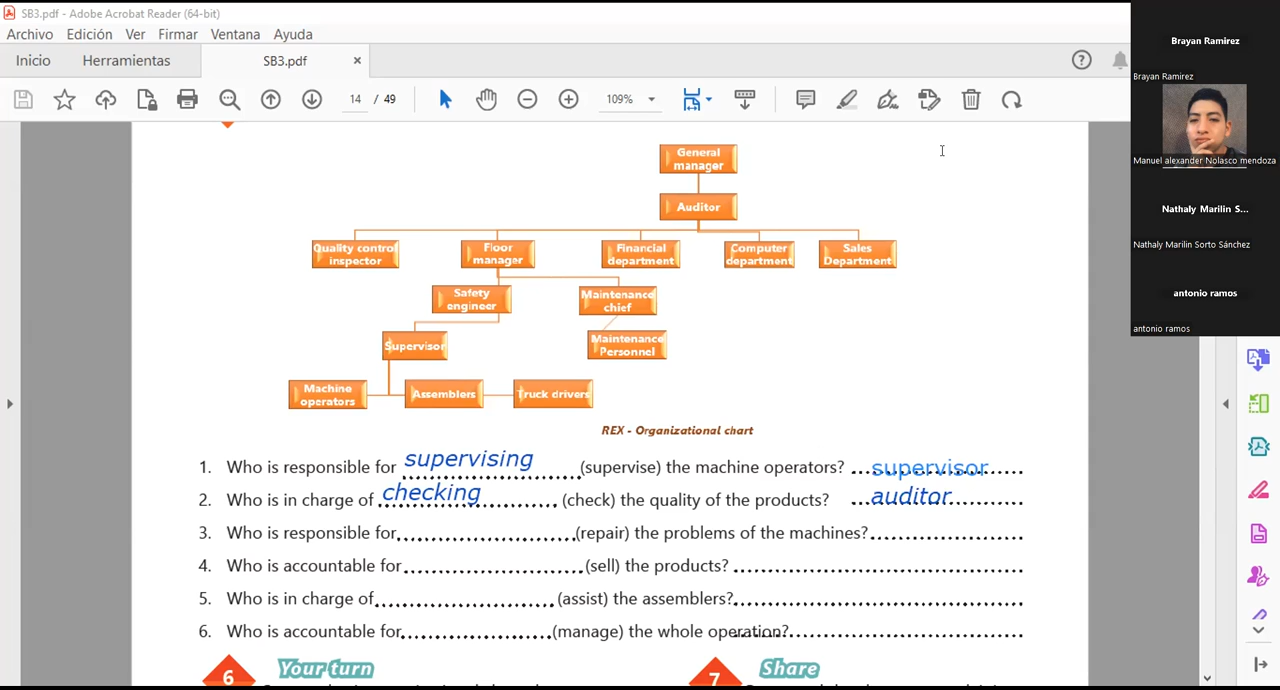 SB3.pdf - Adobe Acrobat Reader (64-bit)
Archivo Edición Ver Firmar Ventana Ayuda
Inicio Herramientas SB3.pdf ×
14 / 49 109%
Brayan Ramirez
Brayan Ramirez
Manuel alexander Nolasco mendoza
Nathaly Marilin S...
Nathaly Marilin Sorto Sánchez
antonio ramos
antonio ramos
General
manager
Auditor
Quality control
inspector
Floor
manager
Financial
department
Computer
department
Sales
Department
Safety
engineer
Maintenance
chief
Supervisor
Maintenance
Personnel
Machine
operators
Assemblers
Truck drivers
REX - Organizational chart
1. Who is responsible for supervising (supervise) the machine operators? supervisor
2. Who is in charge of checking (check) the quality of the products? auditor
3. Who is responsible for (repair) the problems of the machines?
4. Who is accountable for (sell) the products?
5. Who is in charge of (assist) the assemblers?
6. Who is accountable for (manage) the whole operation?
6 Your turn
7 Share